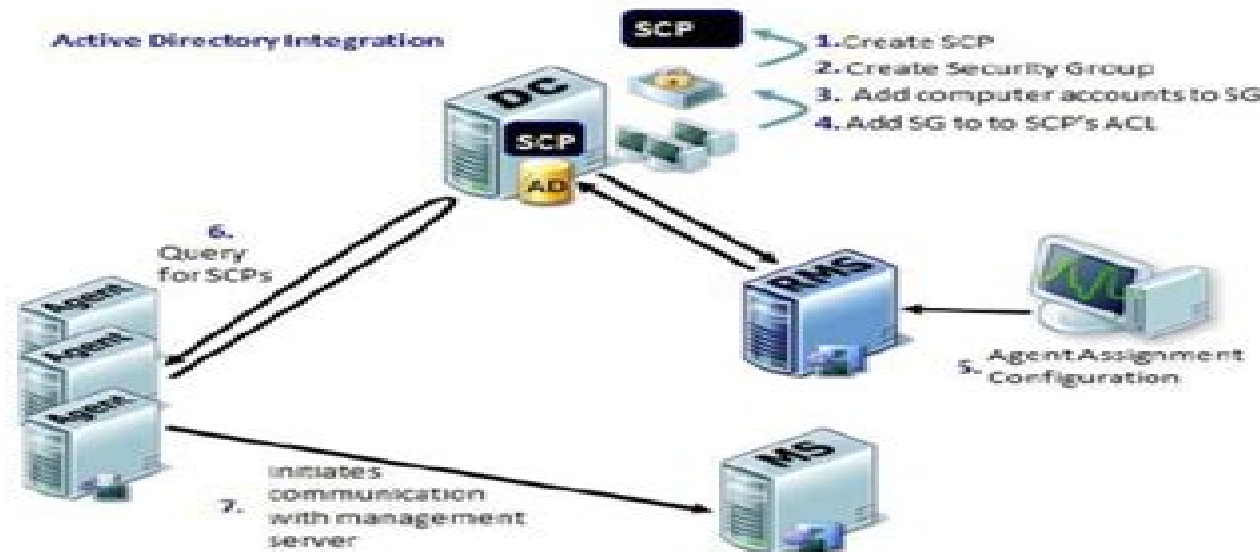 Active Directory Integration
SCP
1. Create SCP
2. Create Security Group
3. Add computer accounts to SG
4. Add SG to to SCP's ACL
DC
SCP
AD
6.
Query
for SCPs
Agent
Agent
Agent
RMS
5. Agent Assignment
Configuration
MS
7. Initiates
communication
with management
server